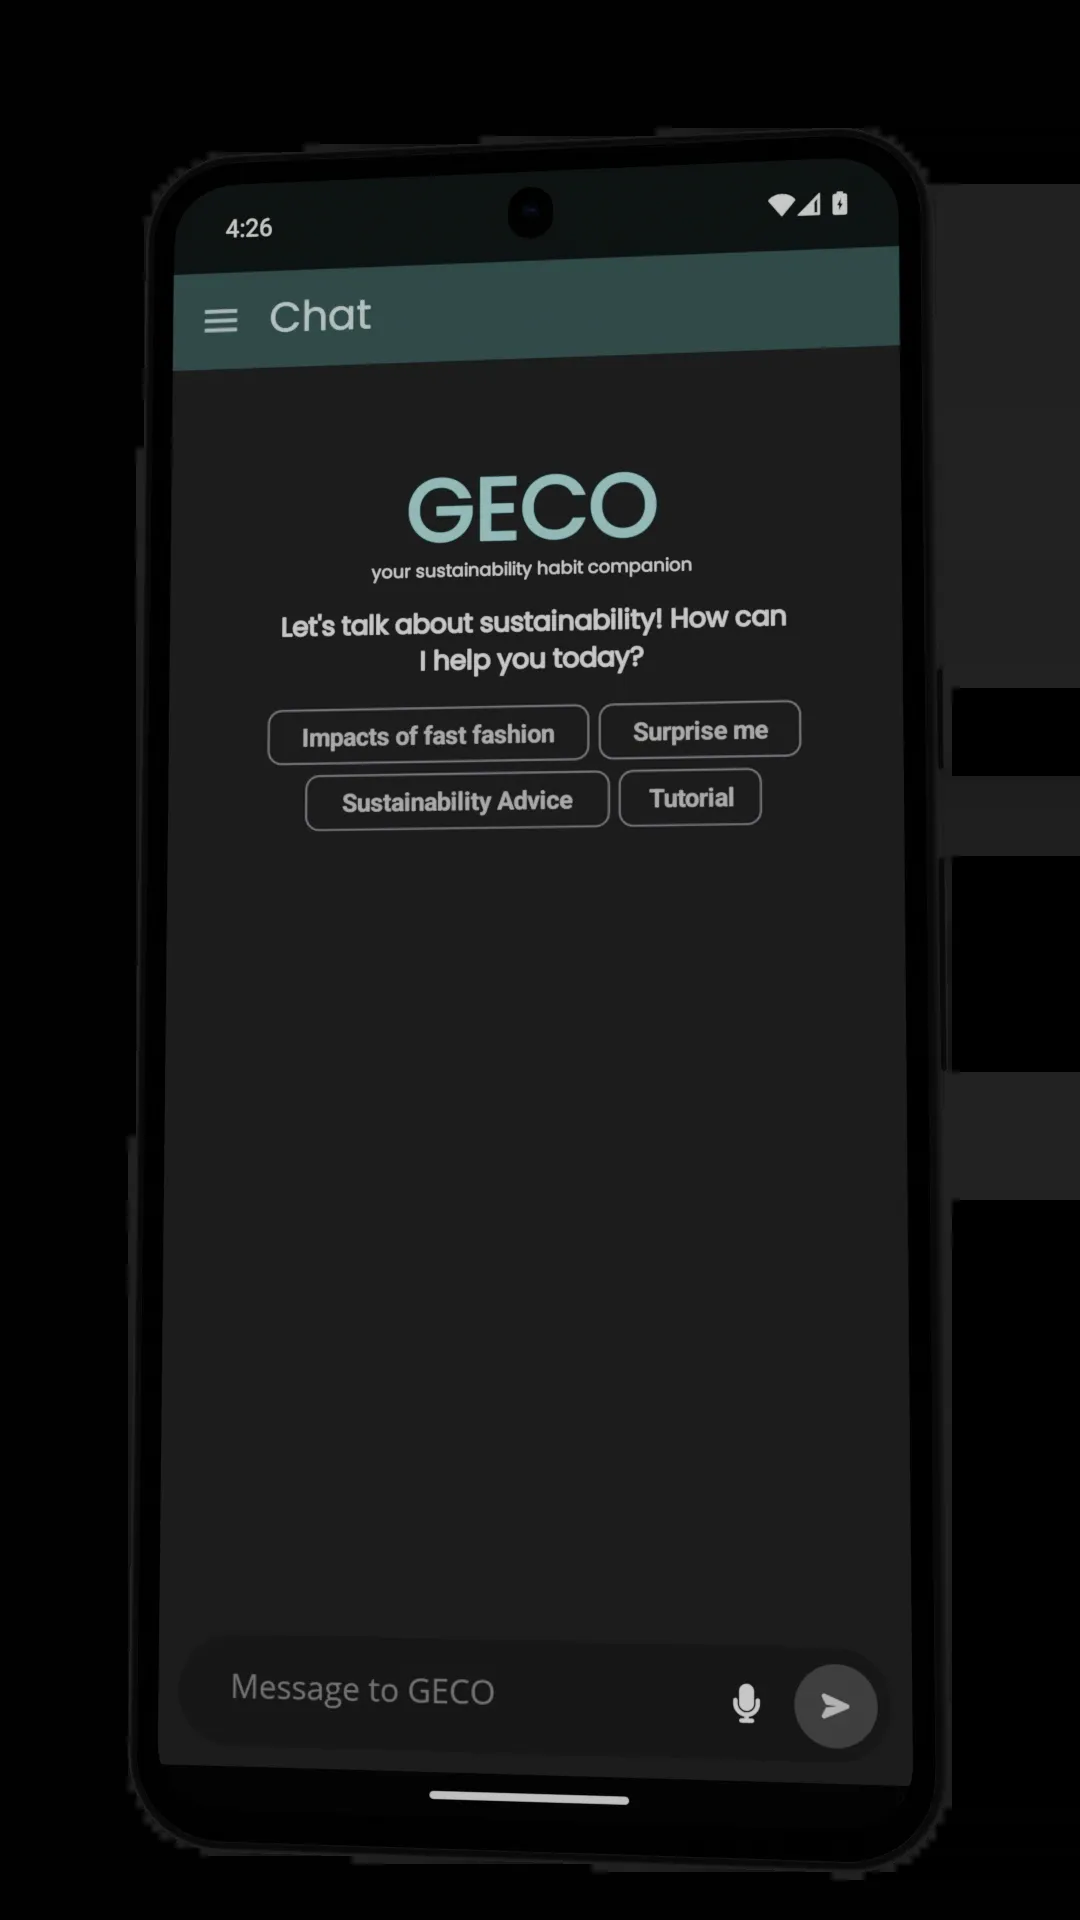 4:26
Chat
GECO
your sustainability habit companion
Let's talk about sustainability! How can
I help you today?
Impacts of fast fashion
Surprise me
Sustainability Advice
Tutorial
Message to GECO